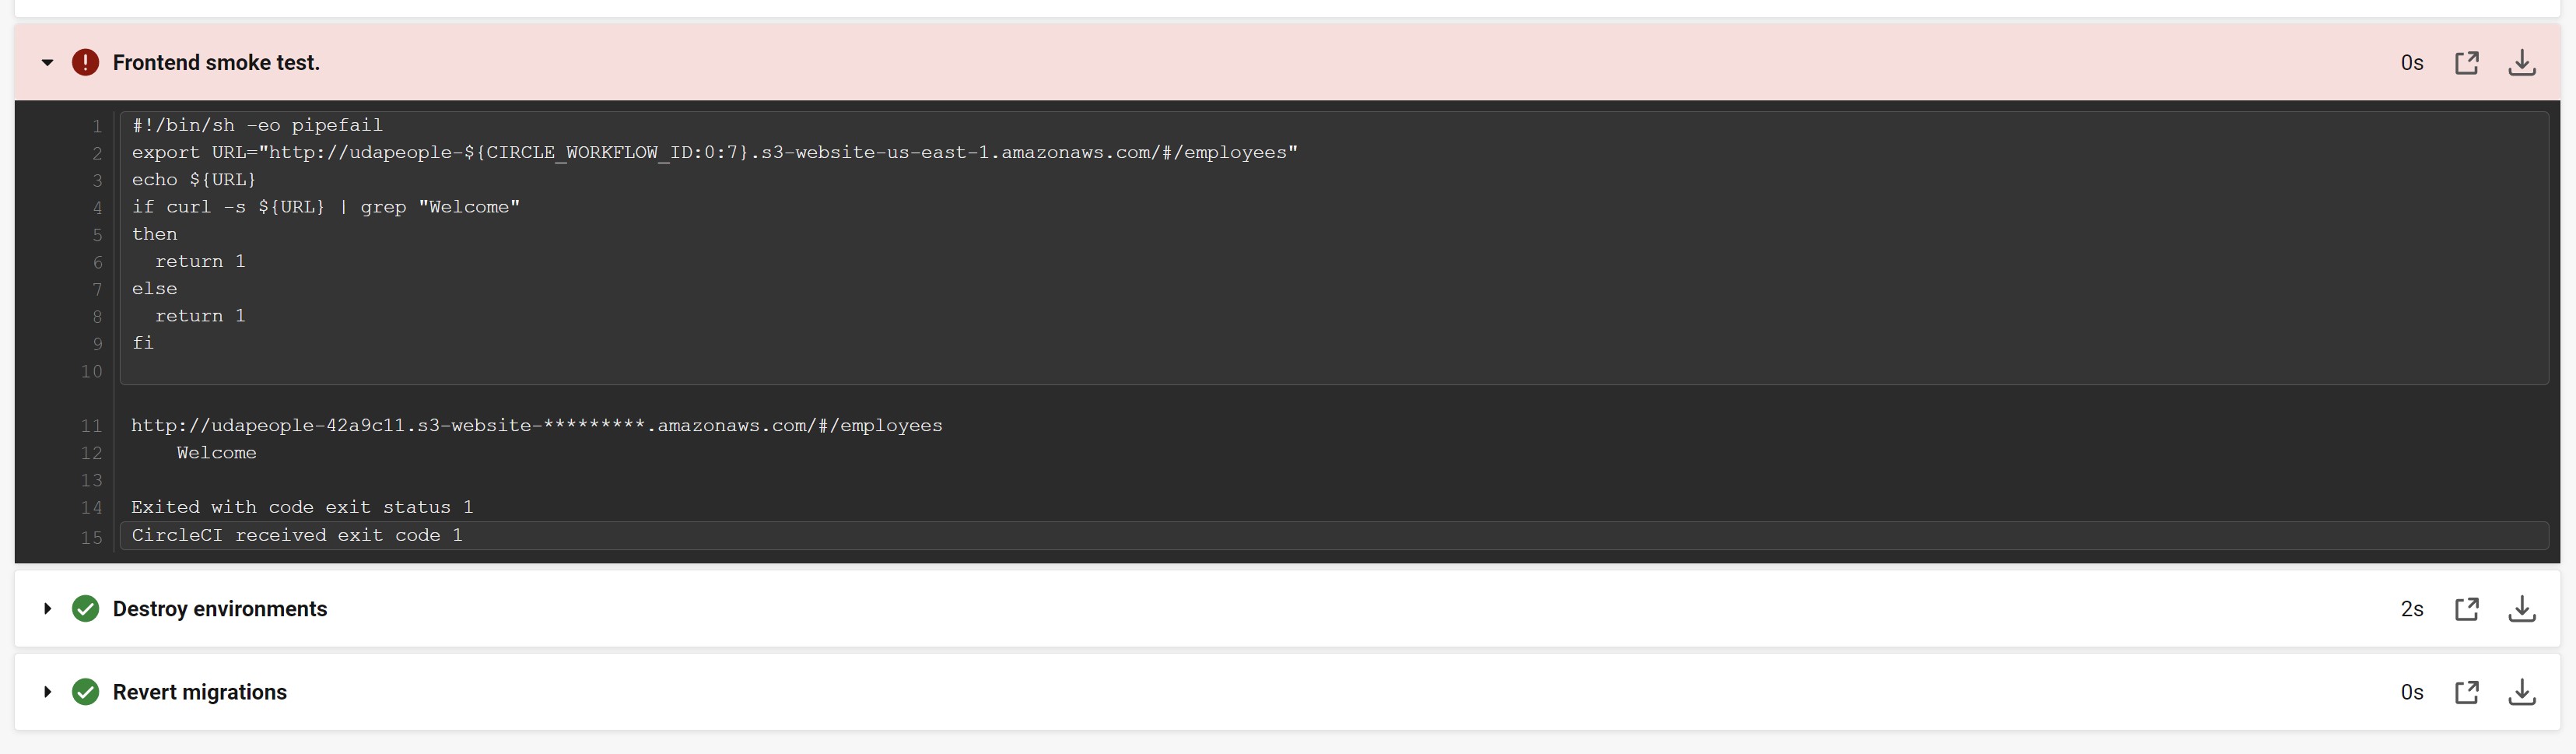 Frontend smoke test.
0s
1 #!/bin/sh -eo pipefail
2 export URL="http://udapeople-${CIRCLE_WORKFLOW_ID:0:7}.s3-website-us-east-1.amazonaws.com/#/employees"
3 echo ${URL}
4 if curl -s ${URL} | grep "Welcome"
5 then
6   return 1
7 else
8   return 1
9 fi
10
11 http://udapeople-42a9c11.s3-website-*********.amazonaws.com/#/employees
12     Welcome
13
14 Exited with code exit status 1
15 CircleCI received exit code 1
Destroy environments
2s
Revert migrations
0s